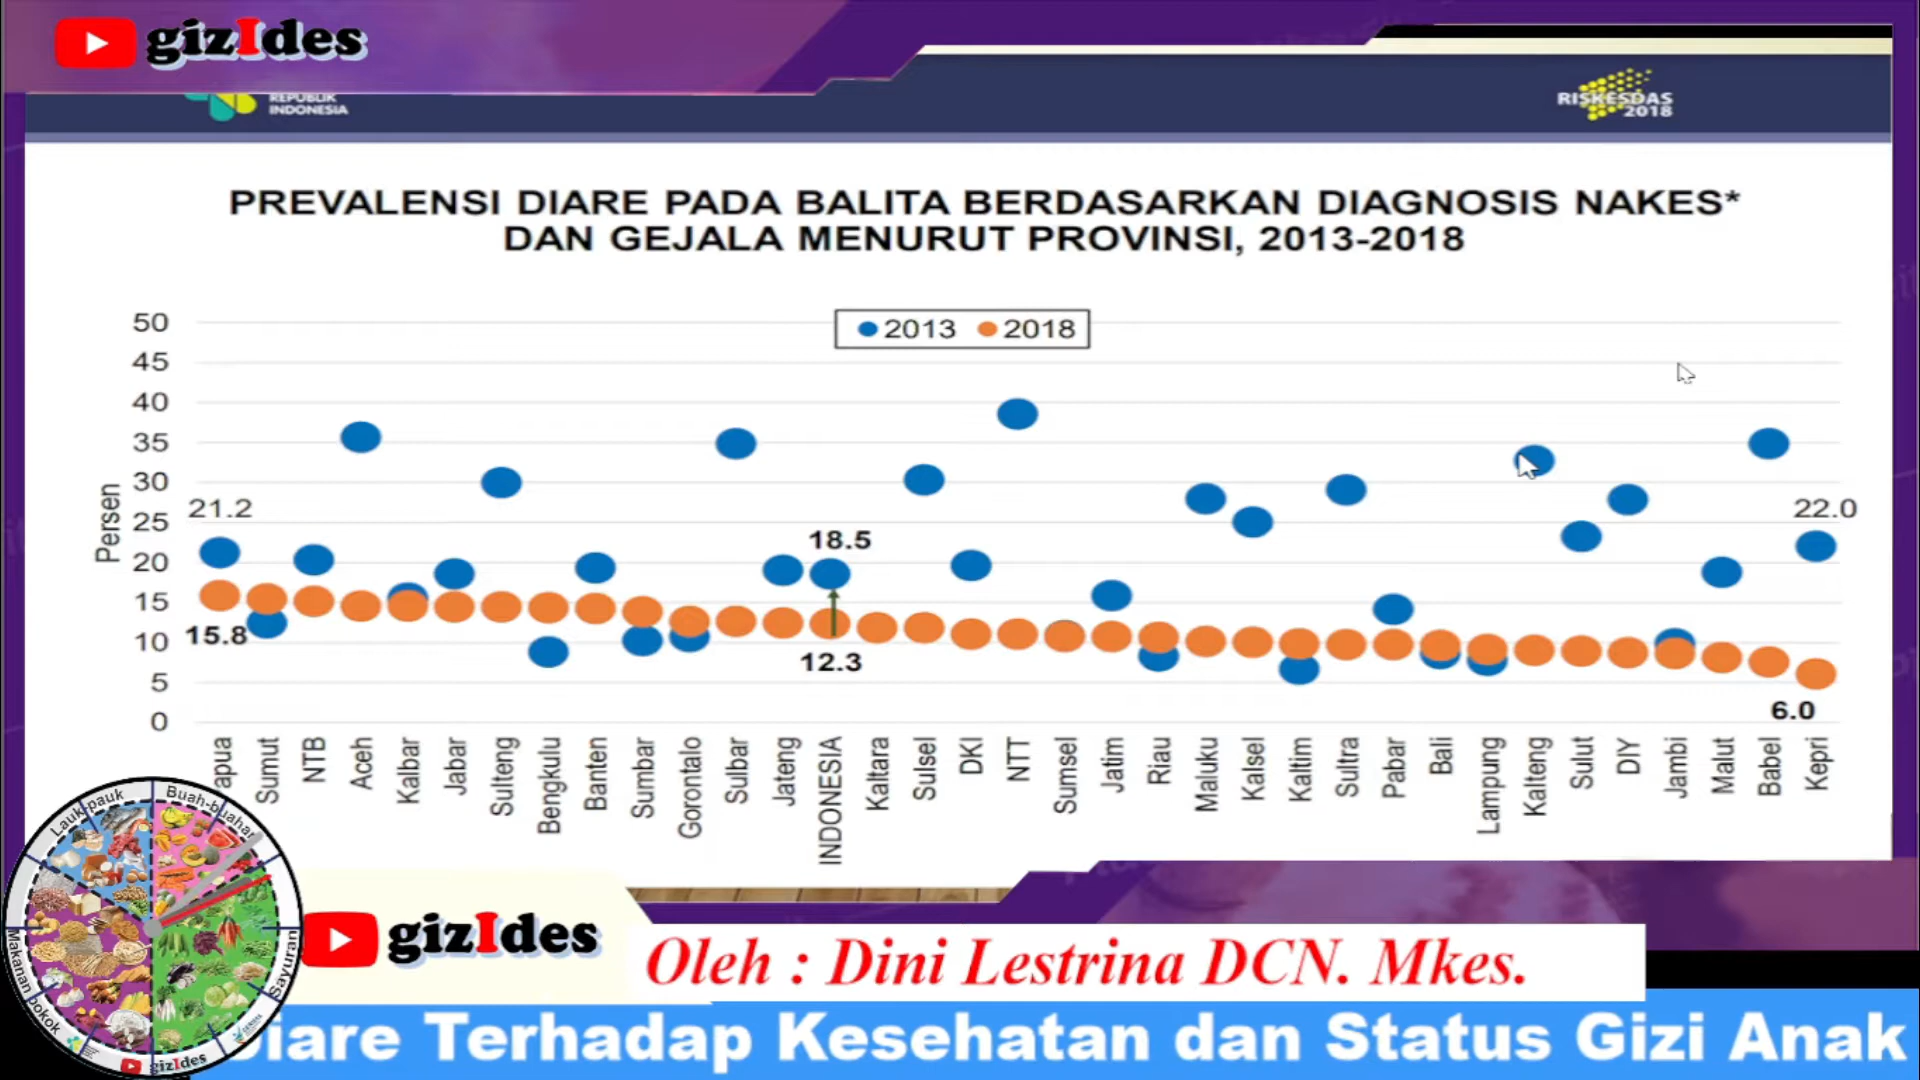 gizIdes
REPUBLIK
INDONESIA
RISKESDAS
2018
PREVALENSI DIARE PADA BALITA BERDASARKAN DIAGNOSIS NAKES*
DAN GEJALA MENURUT PROVINSI, 2013-2018
2013 2018
Persen
50
45
40
35
30
25
20
15
10
5
0
21.2
15.8
18.5
12.3
22.0
6.0
apua
Sumut
NTB
Aceh
Kalbar
Jabar
Sulteng
Bengkulu
Banten
Sumbar
Gorontalo
Sulbar
Jateng
INDONESIA
Kaltara
Sulsel
DKI
NTT
Sumsel
Jatim
Riau
Maluku
Kalsel
Kaltim
Sultra
Pabar
Bali
Lampung
Kalteng
Sulut
DIY
Jambi
Malut
Babel
Kepri
Lauk-pauk
Buah-buahan
Makanan pokok
Sayuran
gizIdes
gizIdes
Oleh : Dini Lestrina DCN. Mkes.
iare Terhadap Kesehatan dan Status Gizi Anak